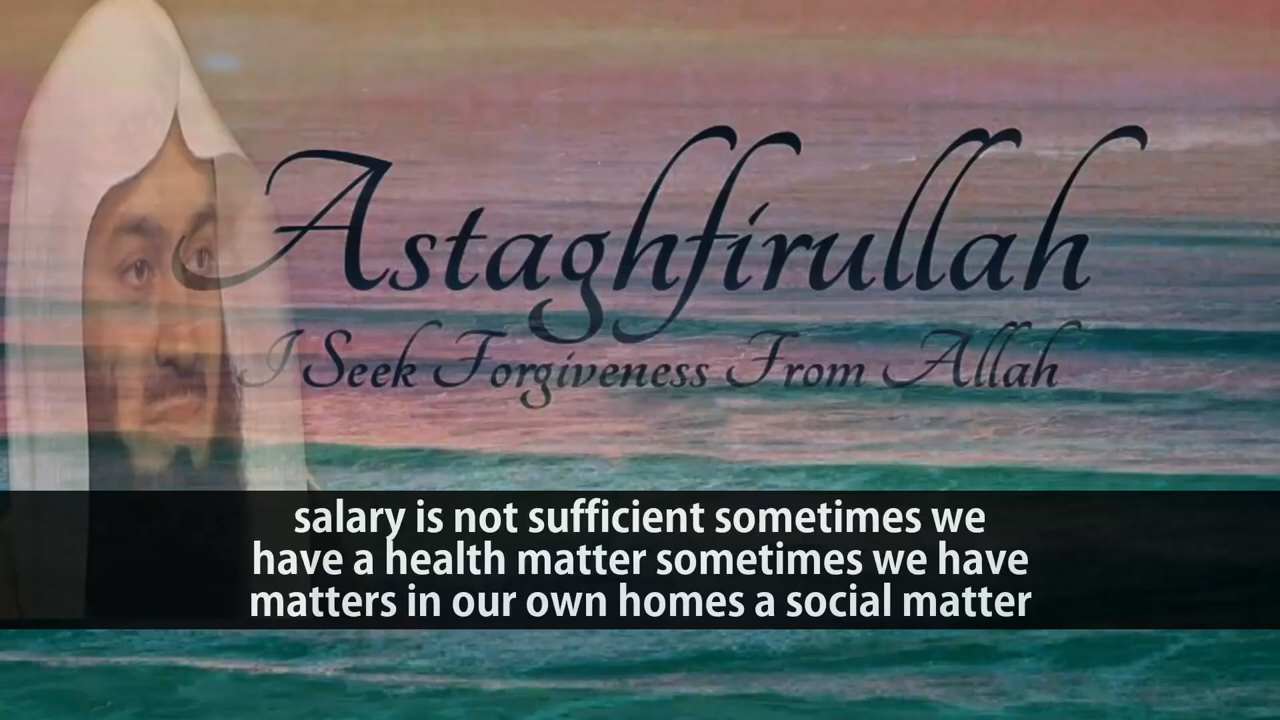 Astaghfirullah
I Seek Forgiveness From Allah
salary is not sufficient sometimes we
have a health matter sometimes we have
matters in our own homes a social matter